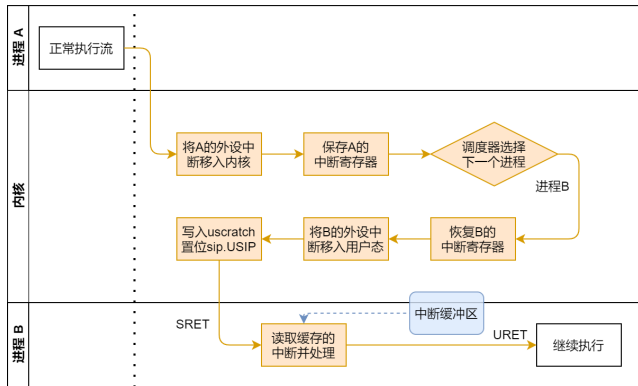 进程 A
正常执行流
内核
将A的外设中
断移入内核
保存A的
中断寄存器
调度器选择
下一个进程
进程B
写入uscratch
置位sip.USIP
将B的外设中
断移入用户态
恢复B的
中断寄存器
进程 B
SRET
读取缓存的
中断并处理
中断缓冲区
URET
继续执行